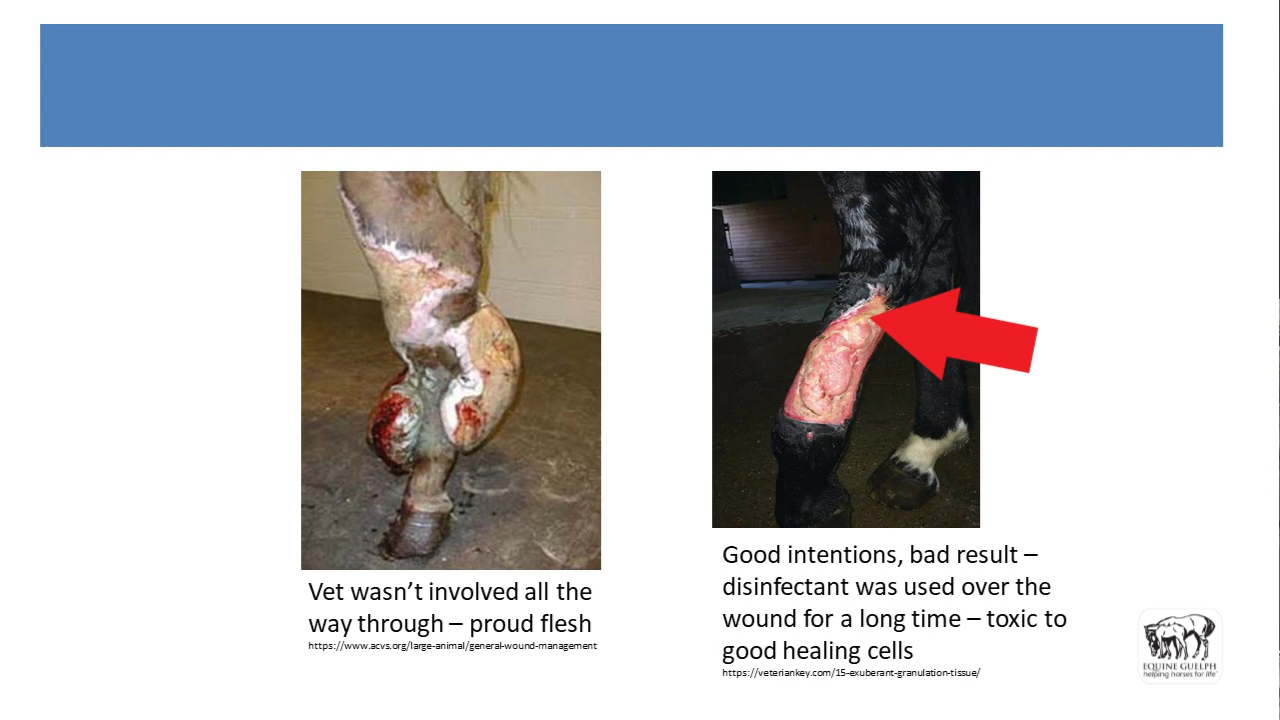 Vet wasn’t involved all the
way through – proud flesh
https://www.acvs.org/large-animal/general-wound-management
Good intentions, bad result –
disinfectant was used over the
wound for a long time – toxic to
good healing cells
https://veteriankey.com/15-exuberant-granulation-tissue/
EQUINE GUELPH
helping horses for life™